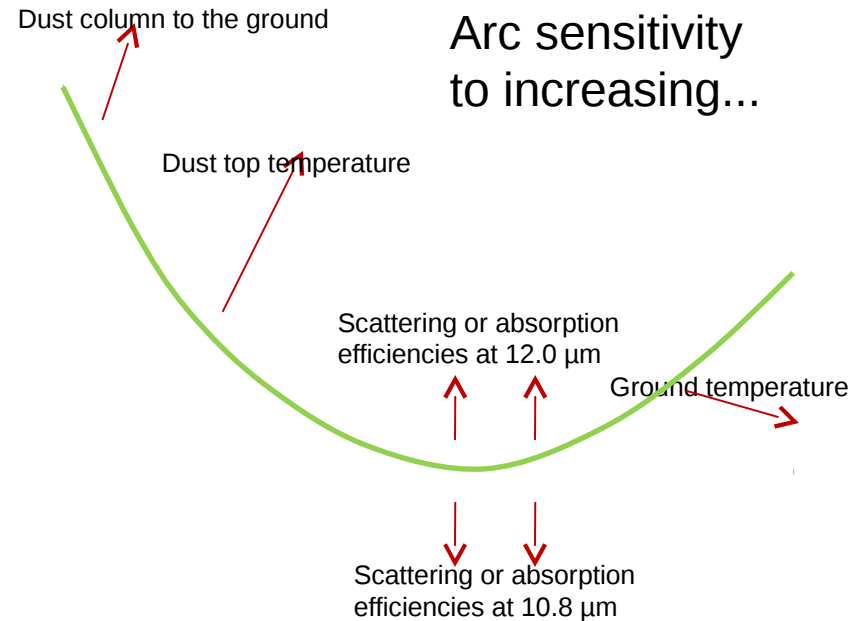 Dust column to the ground
Arc sensitivity
to increasing...
Dust top temperature
Scattering or absorption
efficiencies at 12.0 µm
Ground temperature
Scattering or absorption
efficiencies at 10.8 µm